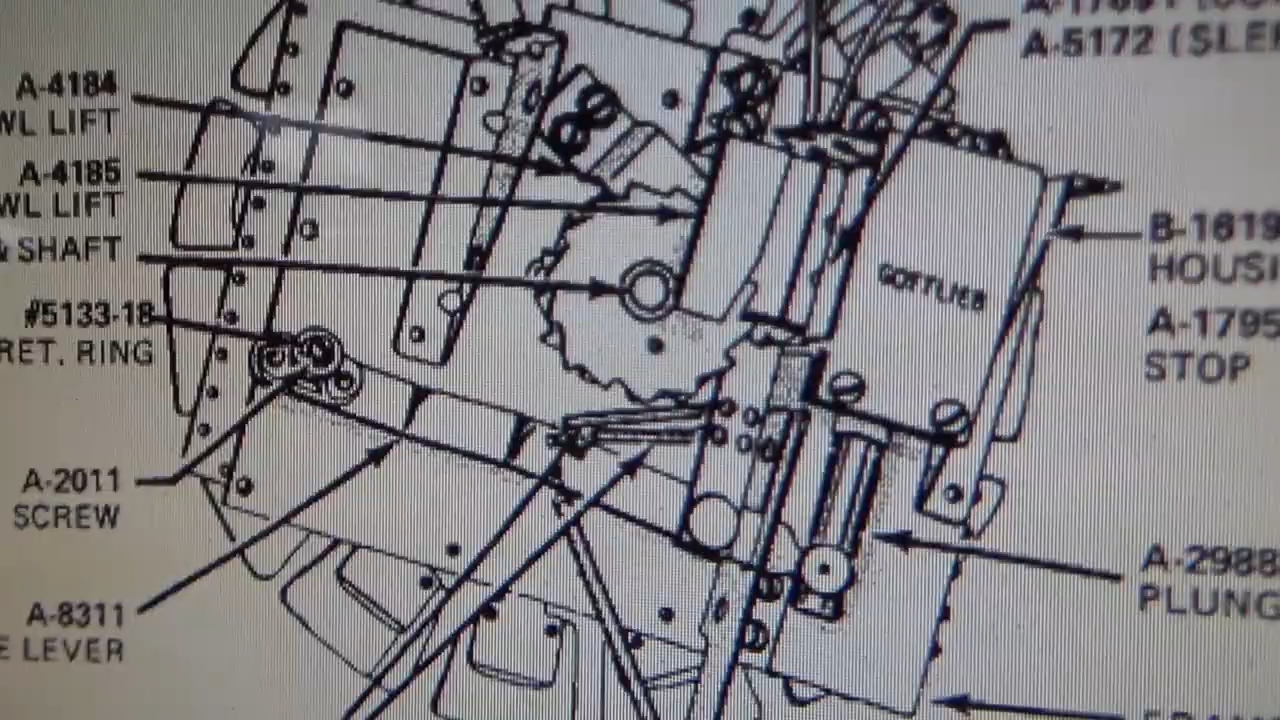 A-5172 (SLE
A-4184
WL LIFT
A-4185
WL LIFT
& SHAFT
#5133-18
RET. RING
A-2011
SCREW
A-8311
E LEVER
GOTTLIEB
B-1619
HOUSI
A-1795
STOP
A-2988
PLUNG